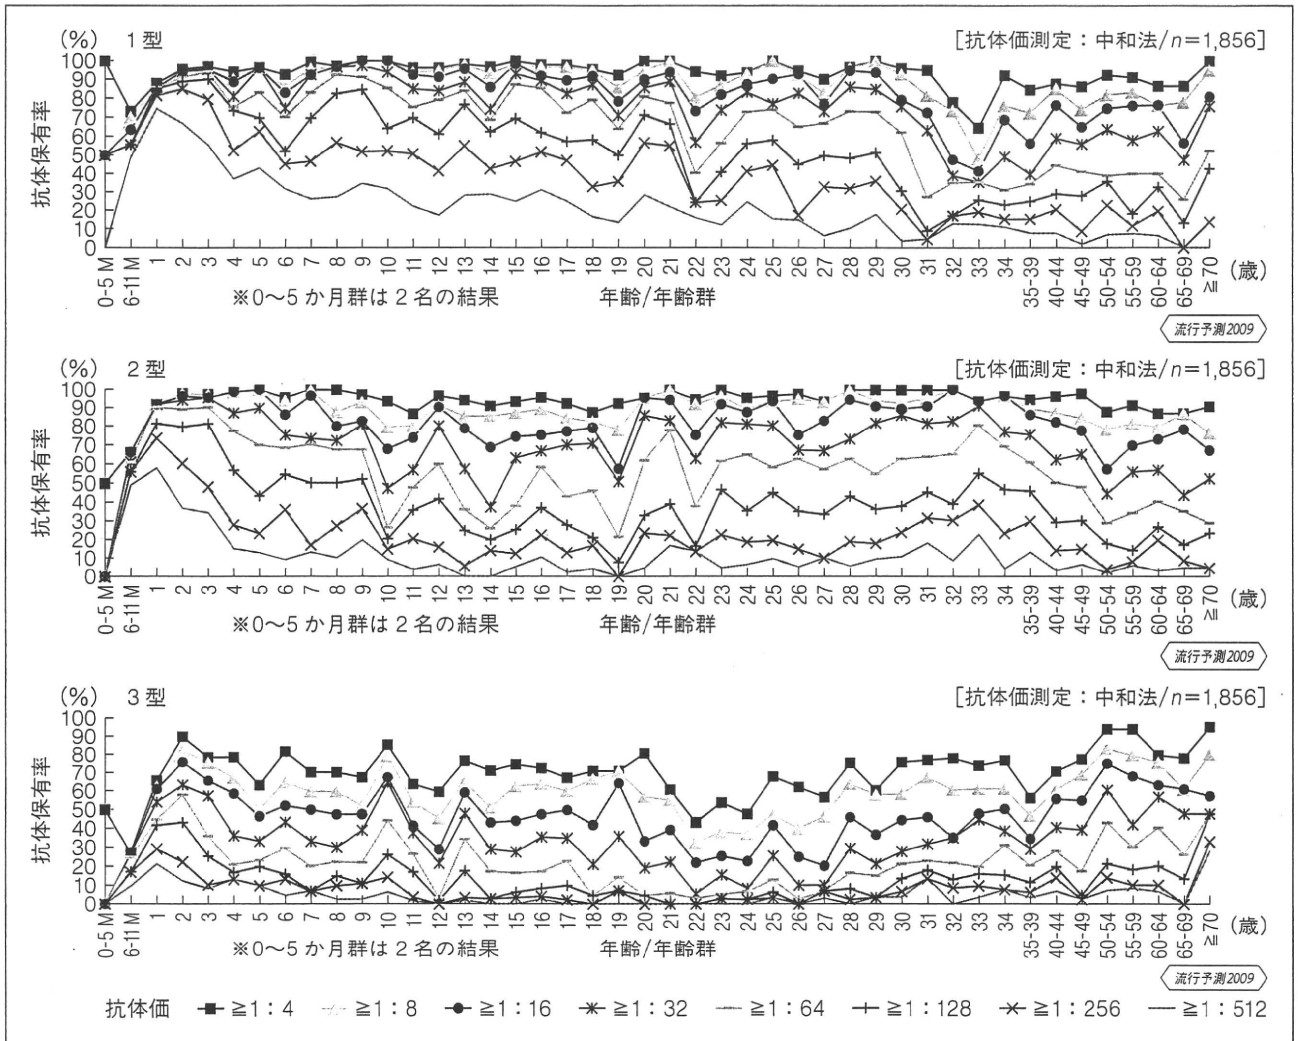 (%) 1 型 [抗体価測定：中和法/n=1,856]
抗体保有率
100
90
80
70
60
50
40
30
20
10
0
0-5 M 6-11 M 1 2 3 4 5 6 7 8 9 10 11 12 13 14 15 16 17 18 19 20 21 22 23 24 25 26 27 28 29 30 31 32 33 34 35-39 40-44 45-49 50-54 55-59 60-64 65-69 ≧70 (歳)
※0〜5 か月群は 2 名の結果 年齢/年齢群
流行予測2009
(%) 2 型 [抗体価測定：中和法/n=1,856]
抗体保有率
100
90
80
70
60
50
40
30
20
10
0
0-5 M 6-11 M 1 2 3 4 5 6 7 8 9 10 11 12 13 14 15 16 17 18 19 20 21 22 23 24 25 26 27 28 29 30 31 32 33 34 35-39 40-44 45-49 50-54 55-59 60-64 65-69 ≧70 (歳)
※0〜5 か月群は 2 名の結果 年齢/年齢群
流行予測2009
(%) 3 型 [抗体価測定：中和法/n=1,856]
抗体保有率
100
90
80
70
60
50
40
30
20
10
0
0-5 M 6-11 M 1 2 3 4 5 6 7 8 9 10 11 12 13 14 15 16 17 18 19 20 21 22 23 24 25 26 27 28 29 30 31 32 33 34 35-39 40-44 45-49 50-54 55-59 60-64 65-69 ≧70 (歳)
※0〜5 か月群は 2 名の結果 年齢/年齢群
流行予測2009
抗体価 ≧1：4 ≧1：8 ≧1：16 ≧1：32 ≧1：64 ≧1：128 ≧1：256 ≧1：512